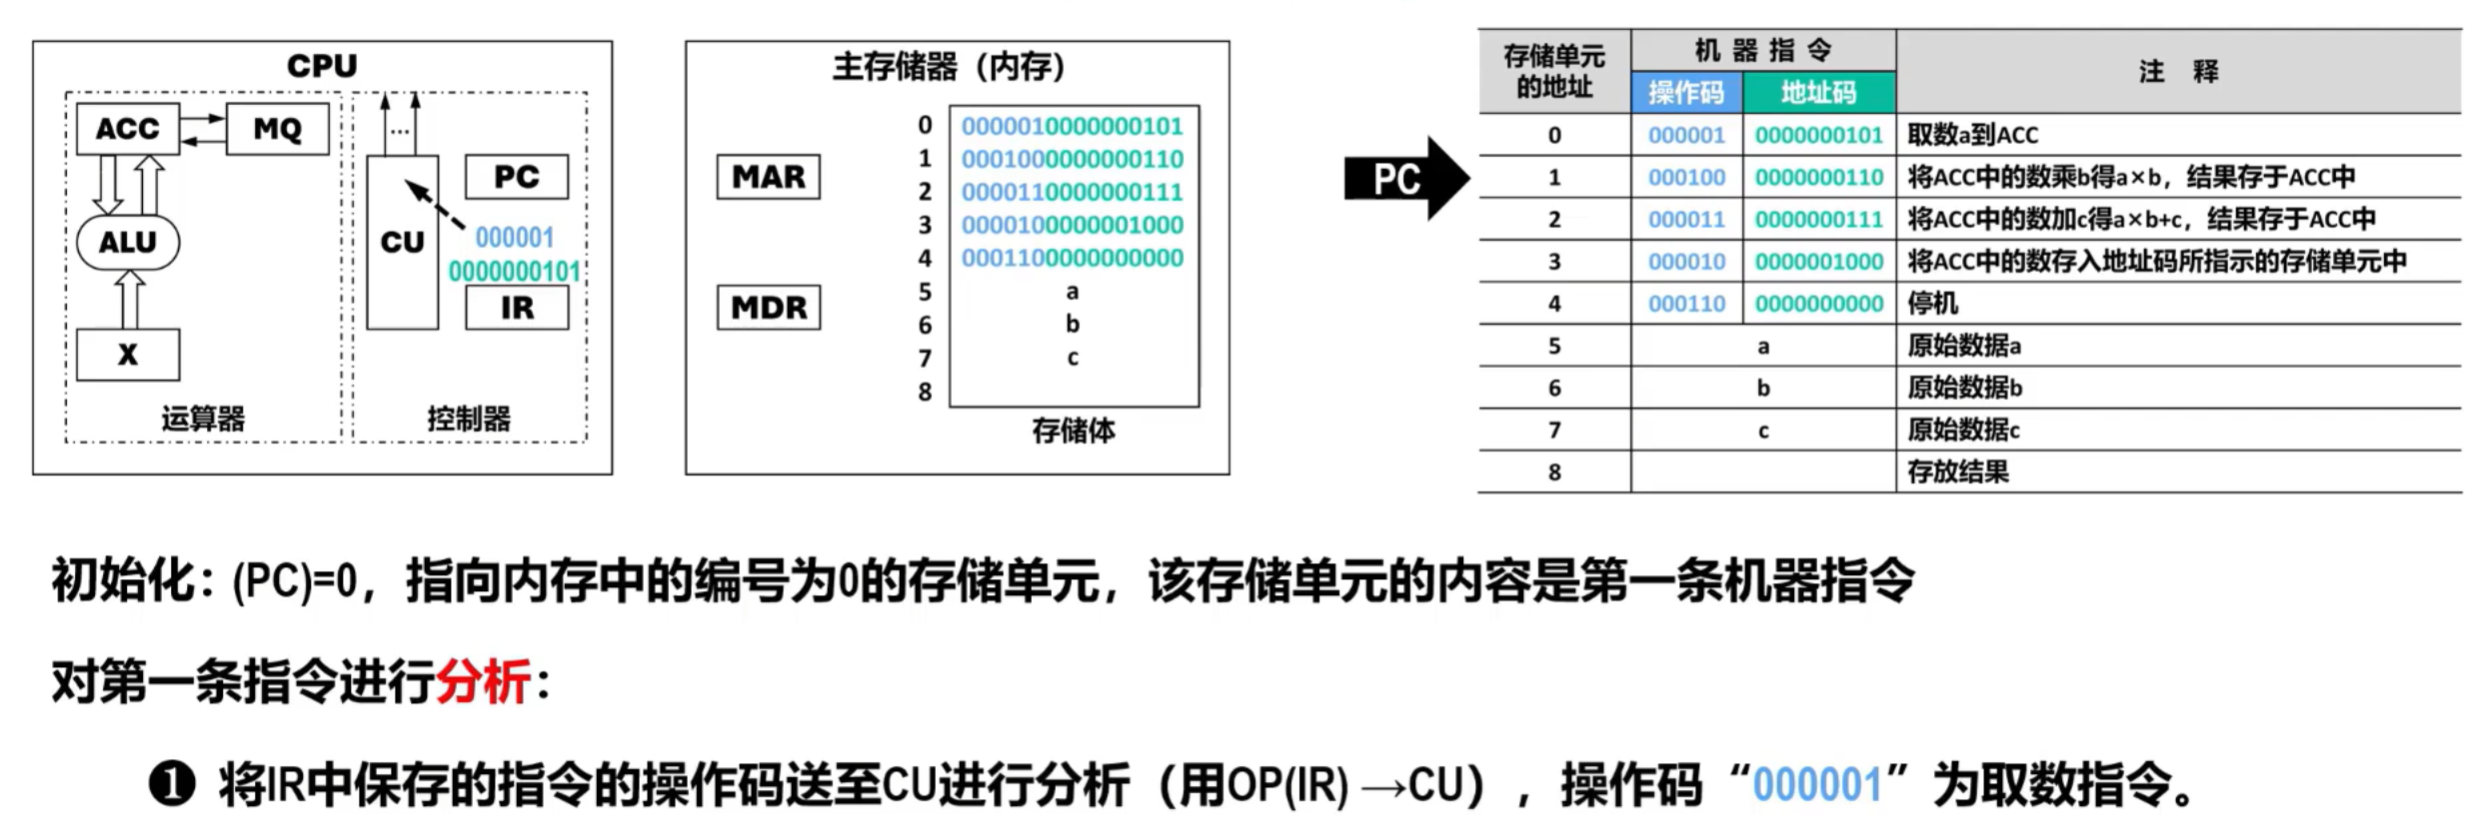 CPU
ACC
MQ
ALU
X
运算器
...
CU
PC
000001
0000000101
IR
控制器
主存储器（内存）
MAR
MDR
0 0000010000000101
1 0001000000000110
2 0000110000000111
3 0000100000001000
4 0001100000000000
5 a
6 b
7 c
8
存储体
PC
存储单元的地址 机器指令 注 释
操作码 地址码
0 000001 0000000101 取数a到ACC
1 000100 0000000110 将ACC中的数乘b得a×b，结果存于ACC中
2 000011 0000000111 将ACC中的数加c得a×b+c，结果存于ACC中
3 000010 0000001000 将ACC中的数存入地址码所指示的存储单元中
4 000110 0000000000 停机
5 a 原始数据a
6 b 原始数据b
7 c 原始数据c
8 存放结果
初始化：(PC)=0，指向内存中的编号为0的存储单元，该存储单元的内容是第一条机器指令
对第一条指令进行分析：
❶ 将IR中保存的指令的操作码送至CU进行分析（用OP(IR) →CU），操作码“000001”为取数指令。